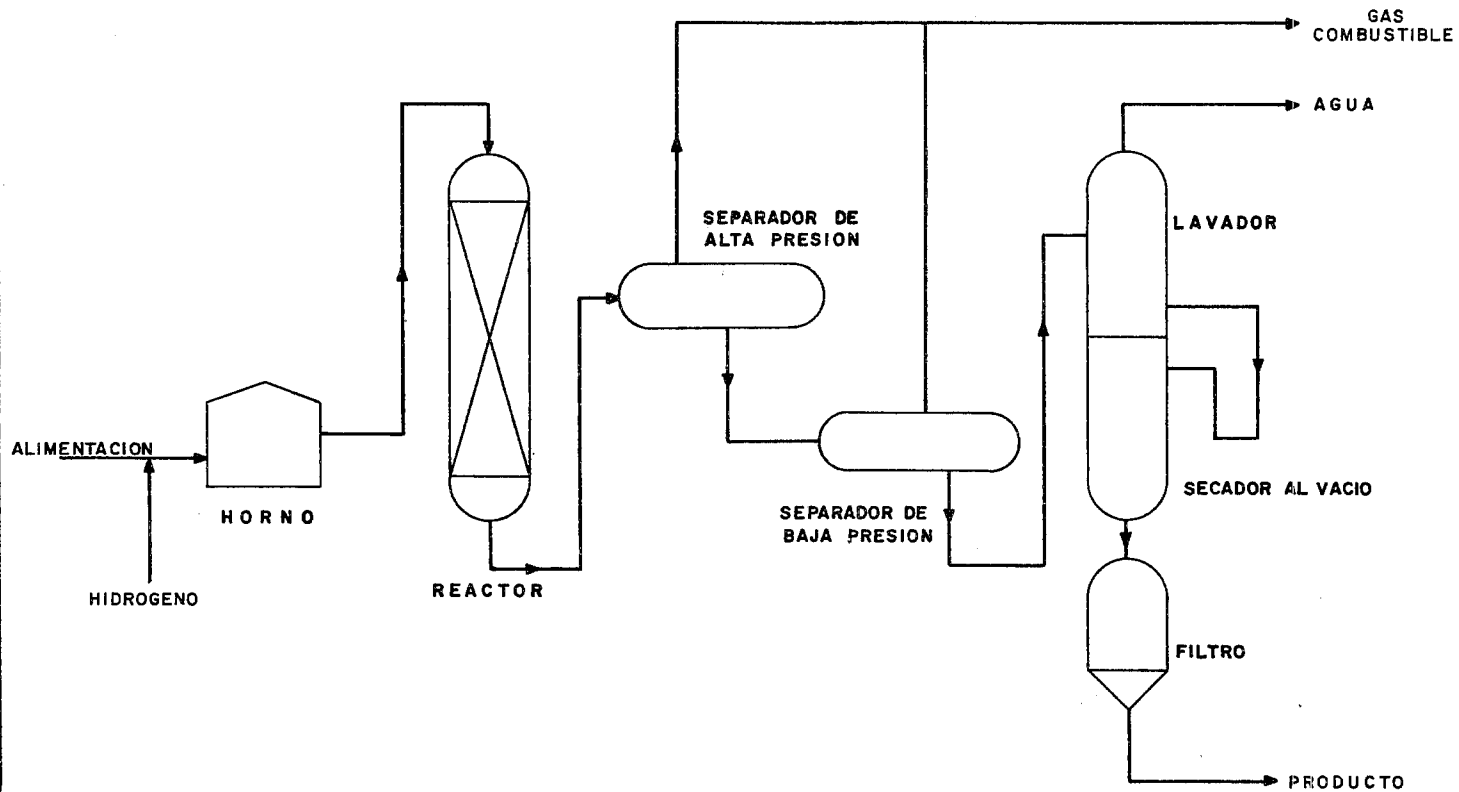 GAS
COMBUSTIBLE
AGUA
SEPARADOR DE
ALTA PRESION
LAVADOR
ALIMENTACION
HORNO
SECADOR AL VACIO
SEPARADOR DE
BAJA PRESION
REACTOR
HIDROGENO
FILTRO
PRODUCTO